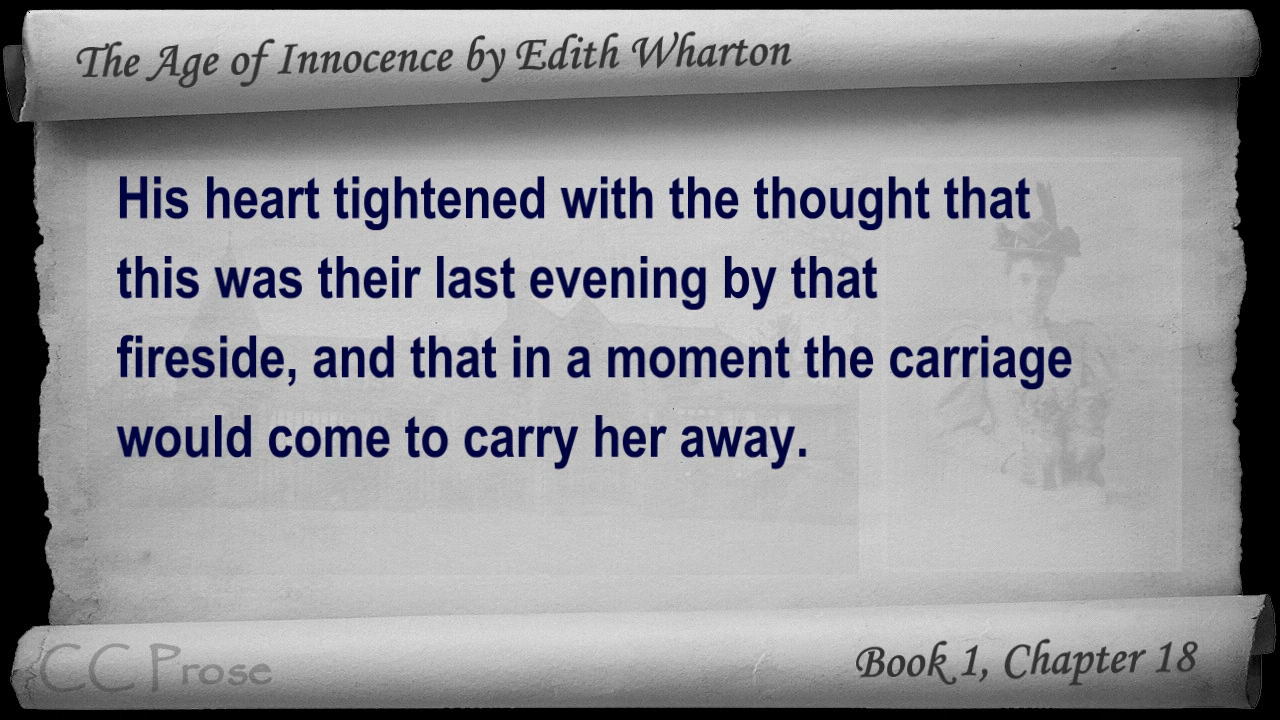 The Age of Innocence by Edith Wharton
His heart tightened with the thought that
this was their last evening by that
fireside, and that in a moment the carriage
would come to carry her away.
CC Prose
Book 1, Chapter 18